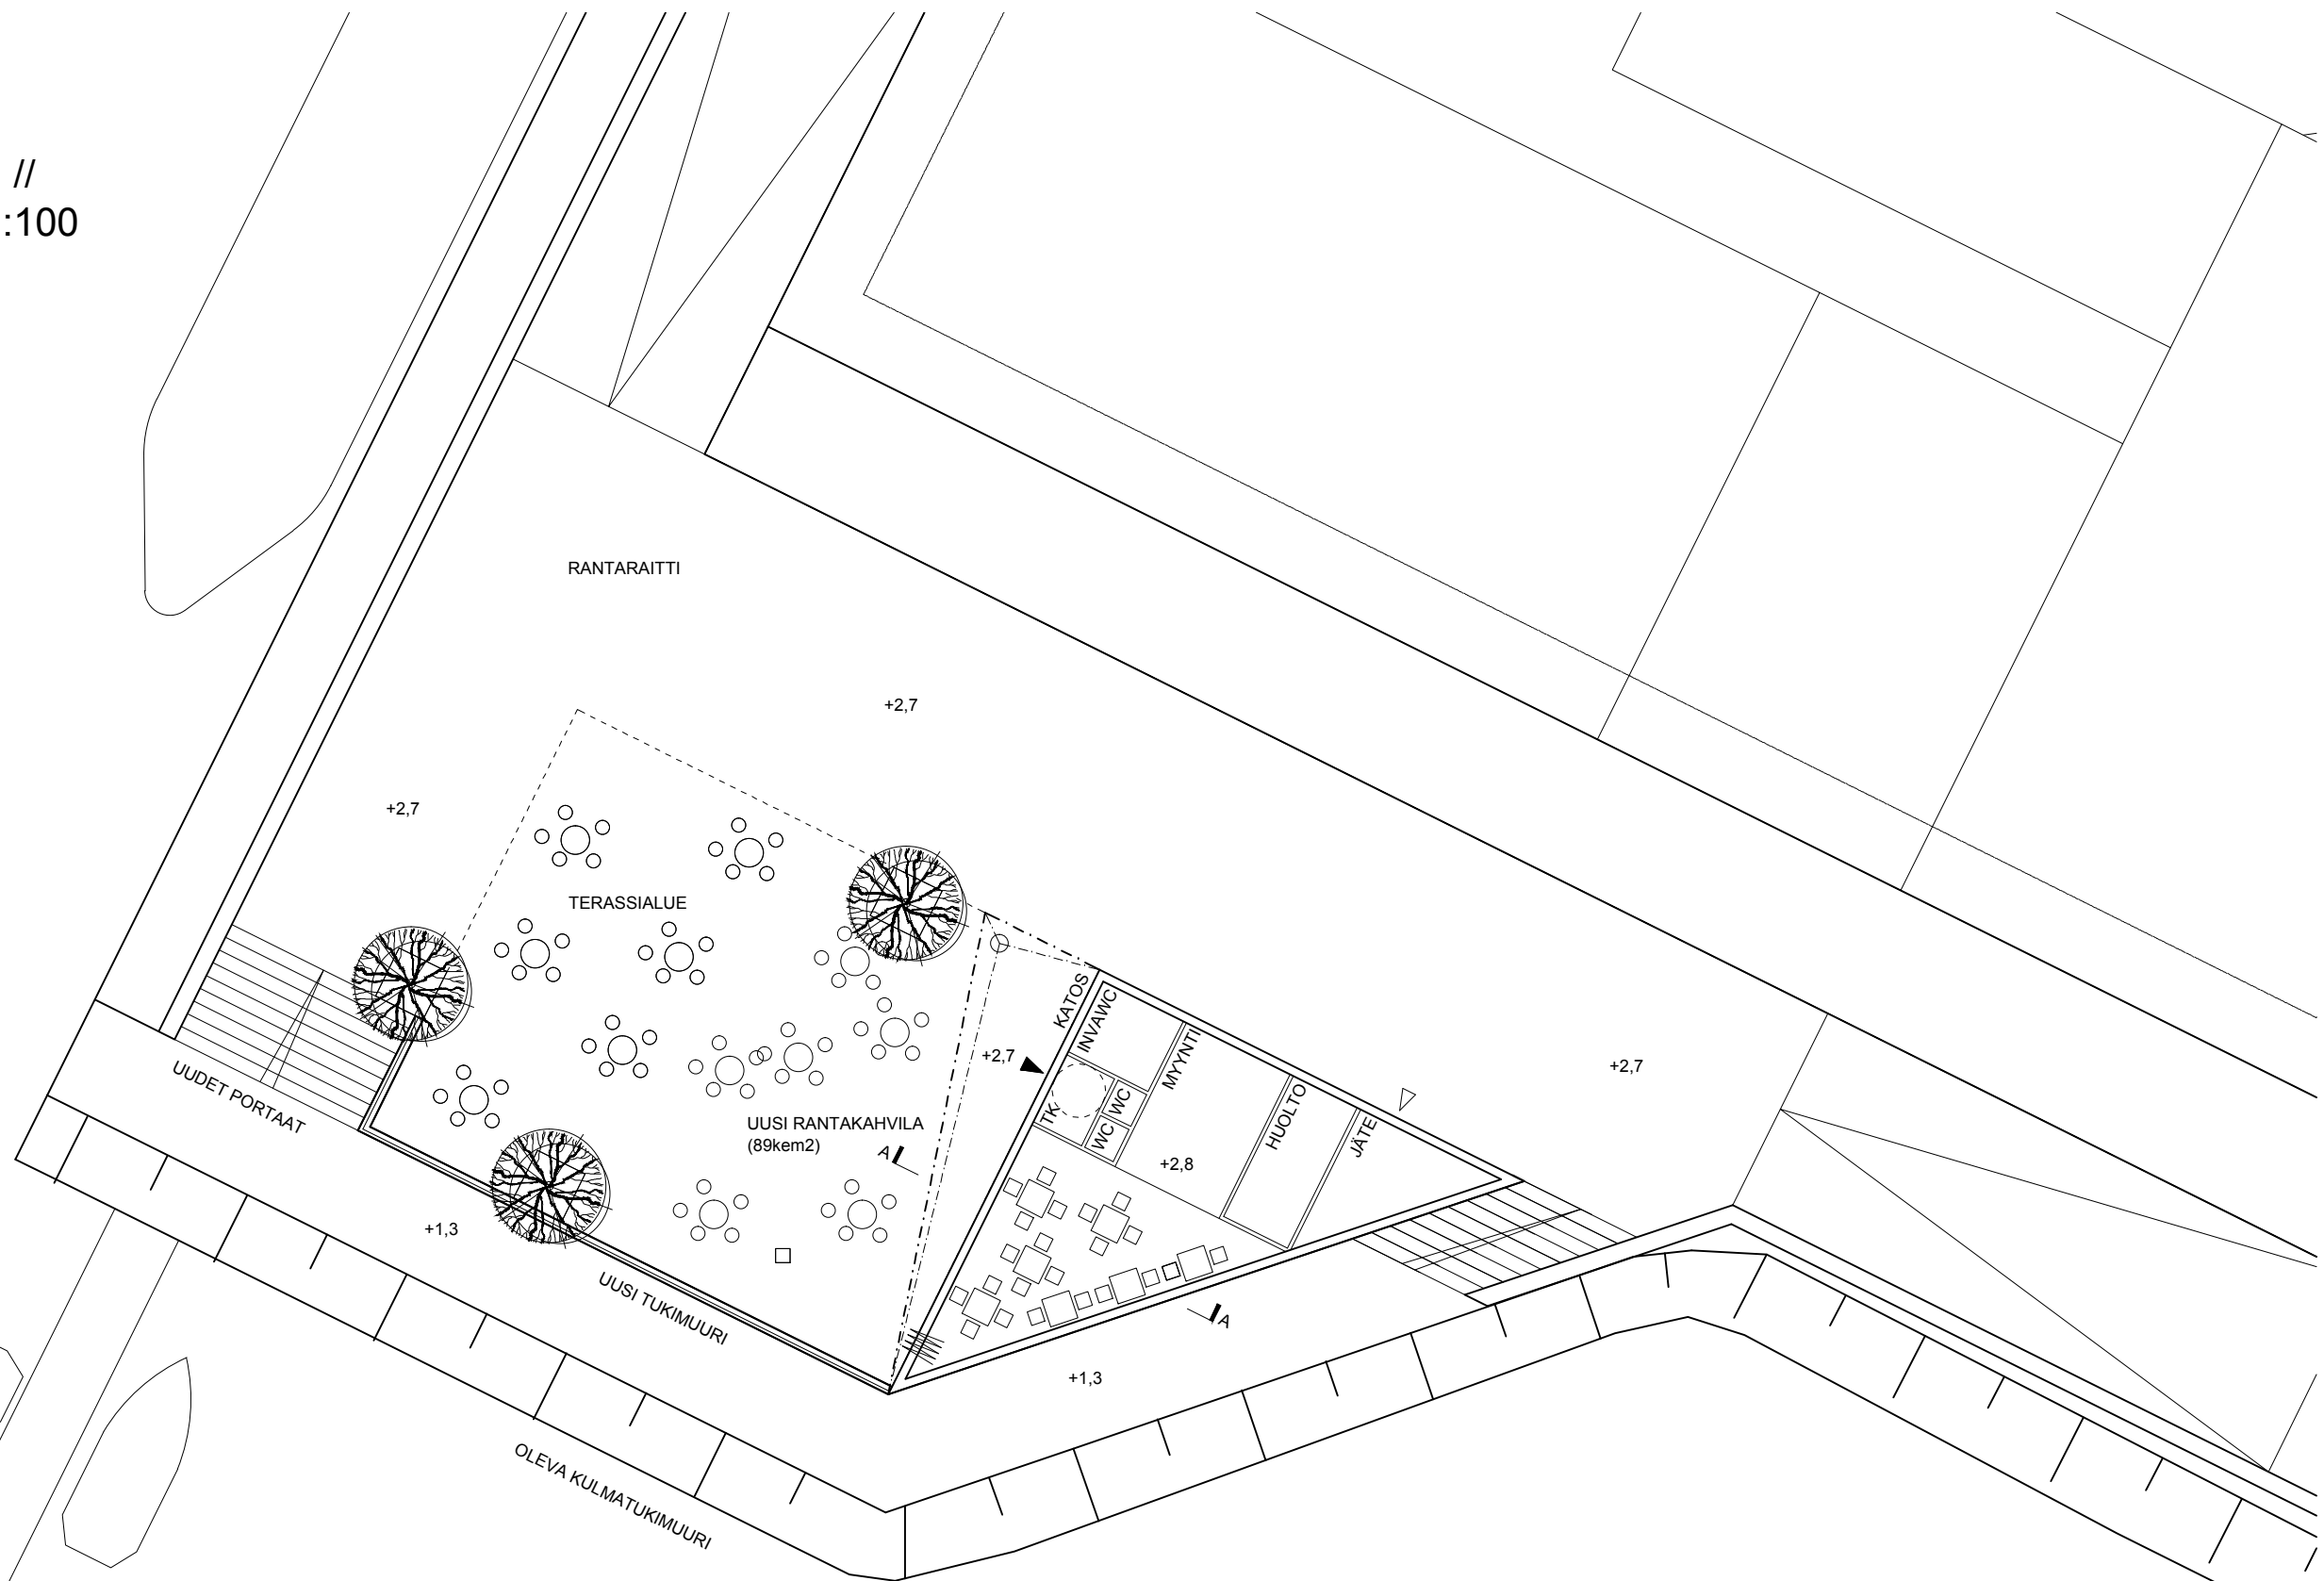 //
:100
RANTARAITTI
+2,7
+2,7
TERASSIALUE
KATOS
INVAWC
MYYNTI
+2,7
+2,7
TK
WC
WC
HUOLTO
JÄTE
UUDET PORTAAT
UUSI RANTAKAHVILA
(89kem2)
A
+2,8
+1,3
UUSI TUKIMUURI
A
+1,3
OLEVA KULMATUKIMUURI